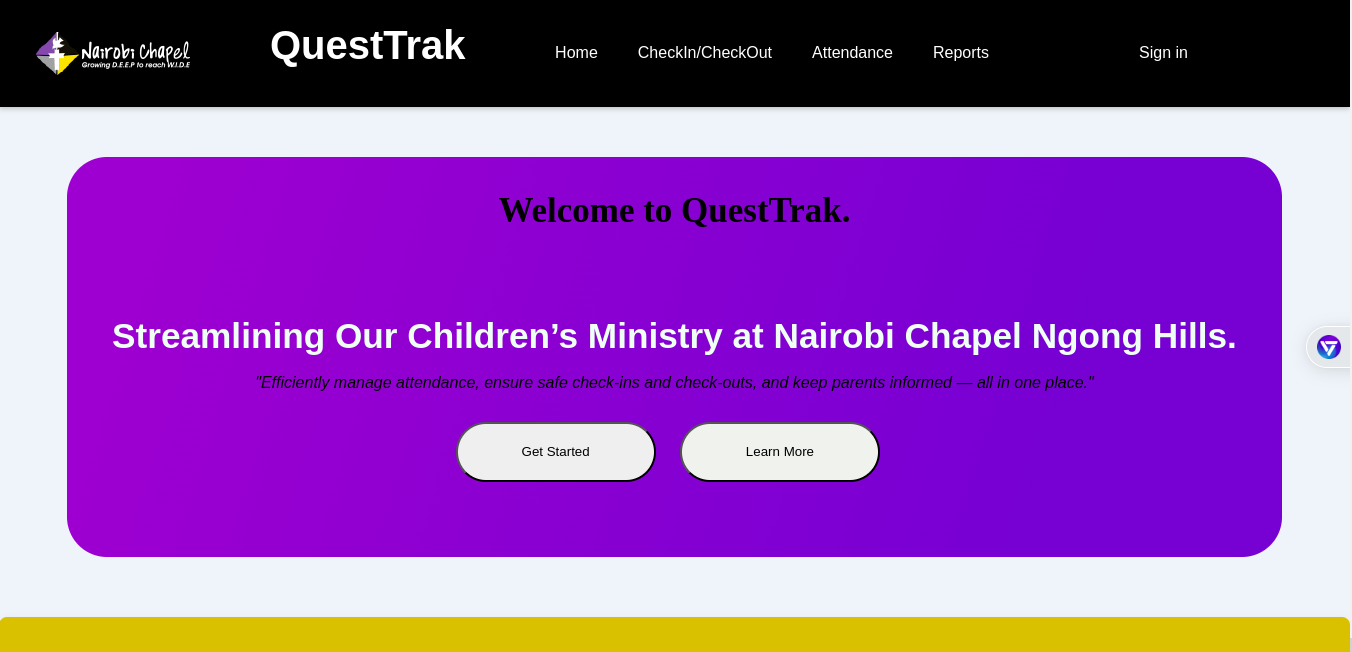 Nairobi Chapel
Growing D.E.E.P to reach W.I.D.E
QuestTrak
Home
CheckIn/CheckOut
Attendance
Reports
Sign in
Welcome to QuestTrak.
Streamlining Our Children’s Ministry at Nairobi Chapel Ngong Hills.
"Efficiently manage attendance, ensure safe check-ins and check-outs, and keep parents informed — all in one place."
Get Started
Learn More